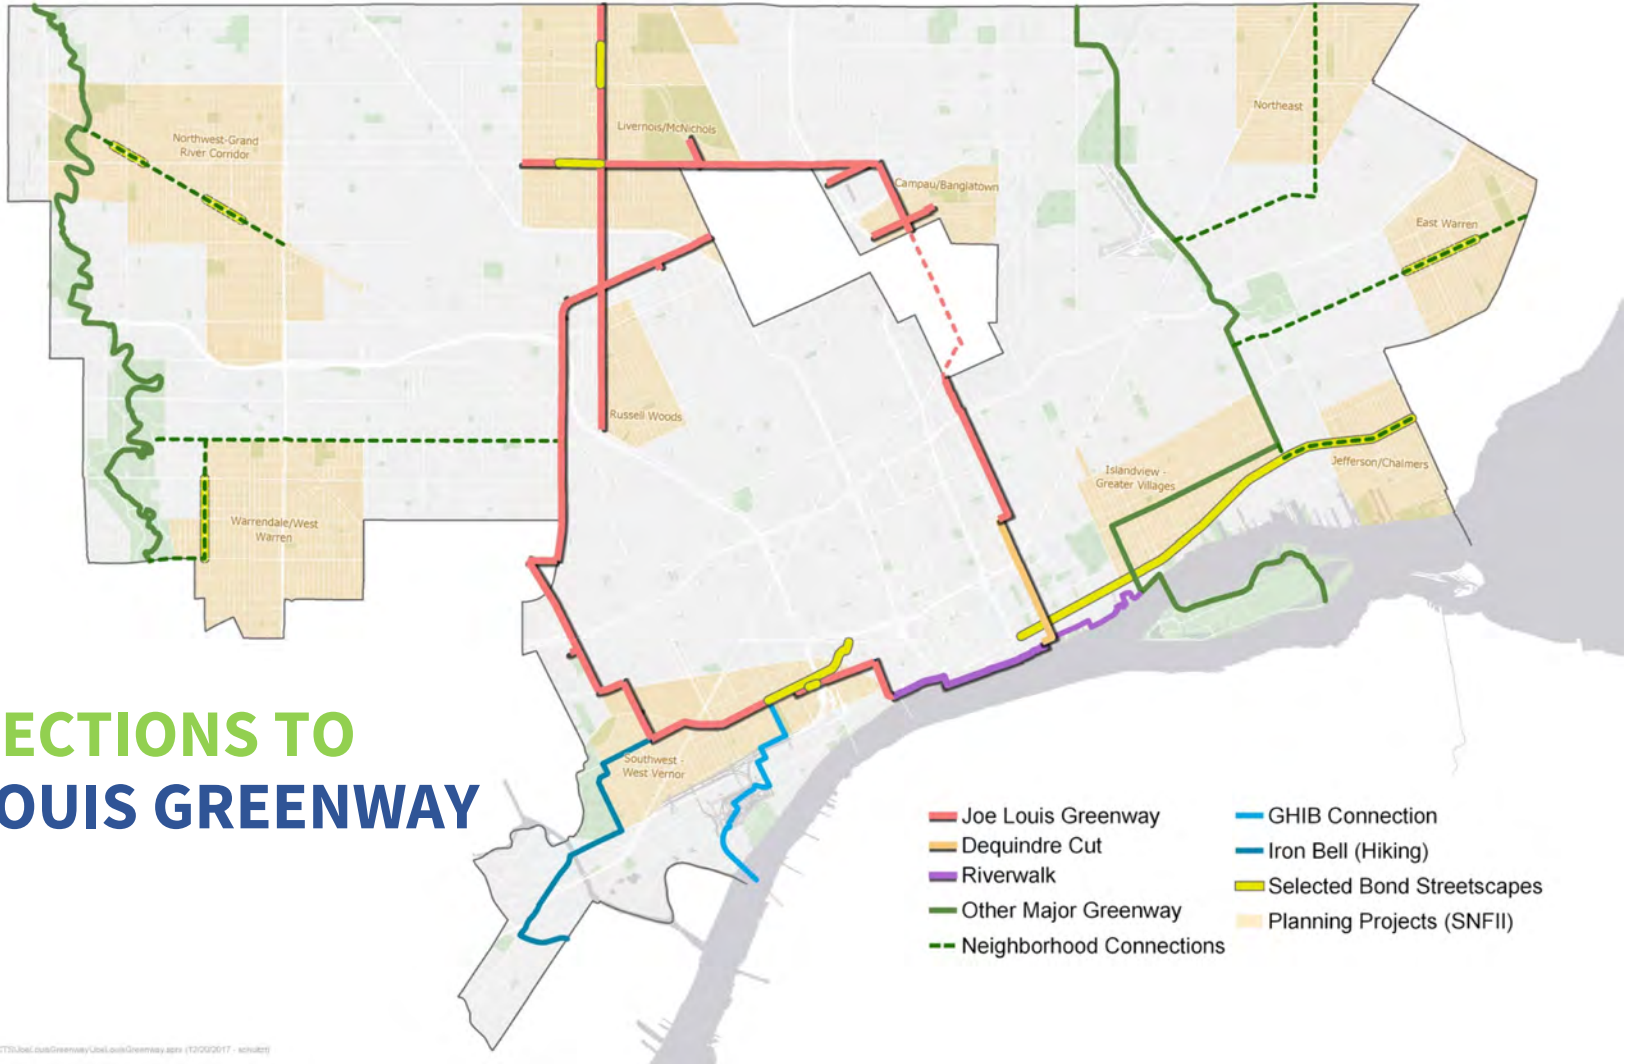 Northwest-Grand
River Corridor
Livernois/McNichols
Campau/Banglatown
Northeast
East Warren
Russell Woods
Islandview -
Greater Villages
Jefferson/Chalmers
Warrendale/West
Warren
Southwest -
West Vernor
ECTIONS TO
OUIS GREENWAY
Joe Louis Greenway
Dequindre Cut
Riverwalk
Other Major Greenway
Neighborhood Connections
GHIB Connection
Iron Bell (Hiking)
Selected Bond Streetscapes
Planning Projects (SNFII)